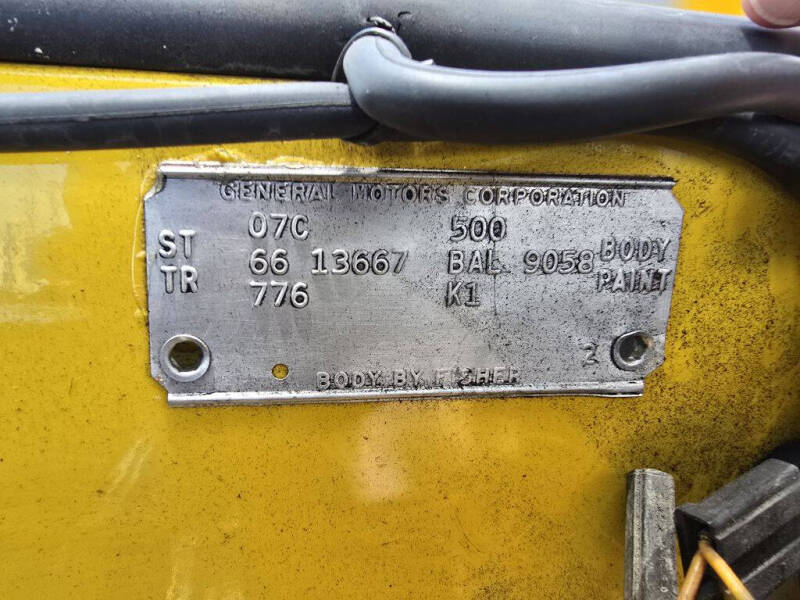 GENERAL MOTORS CORPORATION
07C 500
ST 66 13667 BAL 9058 BODY
TR 776 K1 PAINT
2
BODY BY FISHER